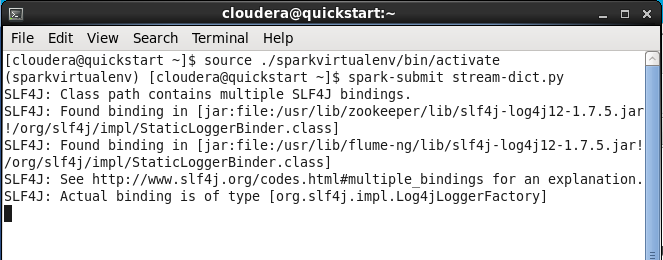 cloudera@quickstart:~
File Edit View Search Terminal Help
[cloudera@quickstart ~]$ source ./sparkvirtualenv/bin/activate
(sparkvirtualenv) [cloudera@quickstart ~]$ spark-submit stream-dict.py
SLF4J: Class path contains multiple SLF4J bindings.
SLF4J: Found binding in [jar:file:/usr/lib/zookeeper/lib/slf4j-log4j12-1.7.5.jar
!/org/slf4j/impl/StaticLoggerBinder.class]
SLF4J: Found binding in [jar:file:/usr/lib/flume-ng/lib/slf4j-log4j12-1.7.5.jar!
/org/slf4j/impl/StaticLoggerBinder.class]
SLF4J: See http://www.slf4j.org/codes.html#multiple_bindings for an explanation.
SLF4J: Actual binding is of type [org.slf4j.impl.Log4jLoggerFactory]